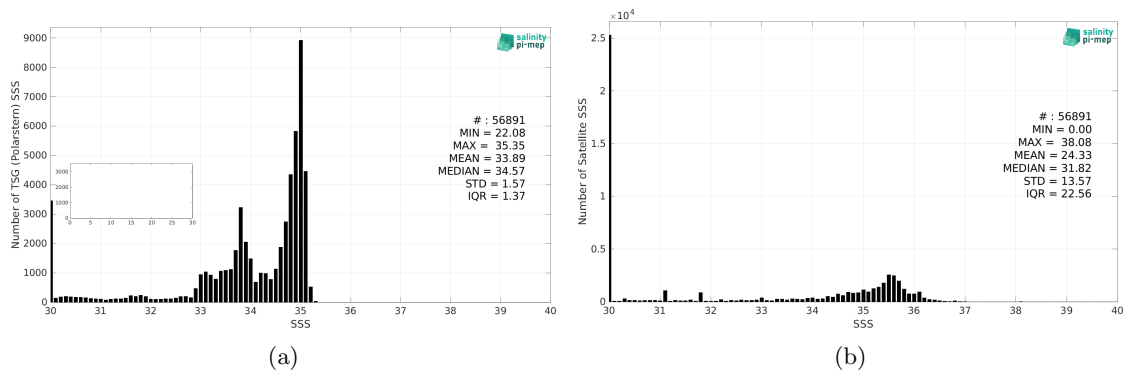 9000
8000
7000
6000
5000
4000
3000
2000
1000
0
Number of TSG (Polarstern) SSS
salinity
pi-mep
# : 56891
MIN = 22.08
MAX = 35.35
MEAN = 33.89
MEDIAN = 34.57
STD = 1.57
IQR = 1.37
3000
2000
1000
0
0 5 10 15 20 25 30
30 31 32 33 34 35 36 37 38 39 40
SSS
(a)
×10⁴
2.5
2
1.5
1
0.5
0
Number of Satellite SSS
salinity
pi-mep
# : 56891
MIN = 0.00
MAX = 38.08
MEAN = 24.33
MEDIAN = 31.82
STD = 13.57
IQR = 22.56
30 31 32 33 34 35 36 37 38 39 40
SSS
(b)